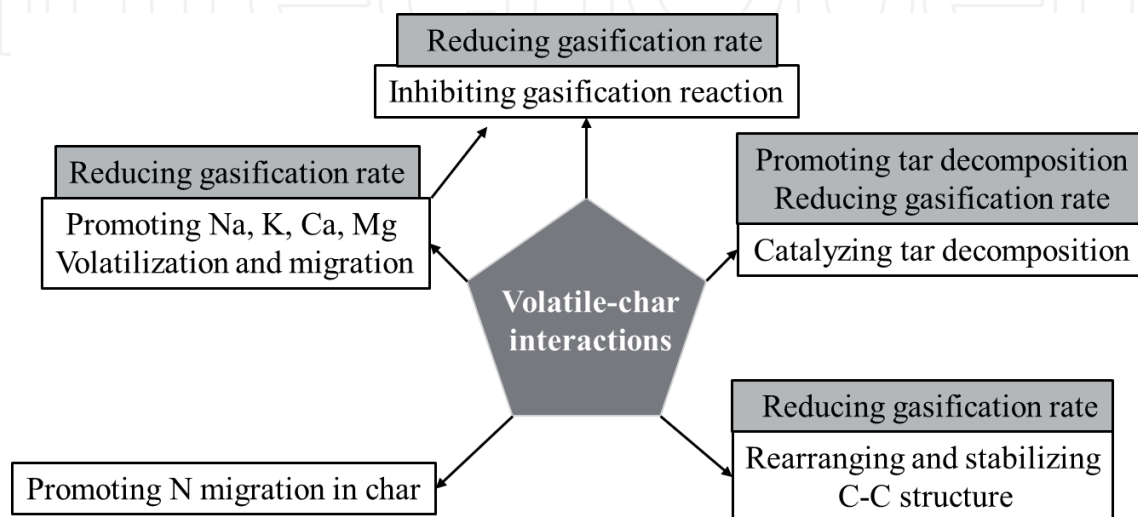 Reducing gasification rate
Inhibiting gasification reaction
Reducing gasification rate
Promoting Na, K, Ca, Mg
Volatilization and migration
Promoting tar decomposition
Reducing gasification rate
Catalyzing tar decomposition
Volatile-char
interactions
Reducing gasification rate
Rearranging and stabilizing
C-C structure
Promoting N migration in char